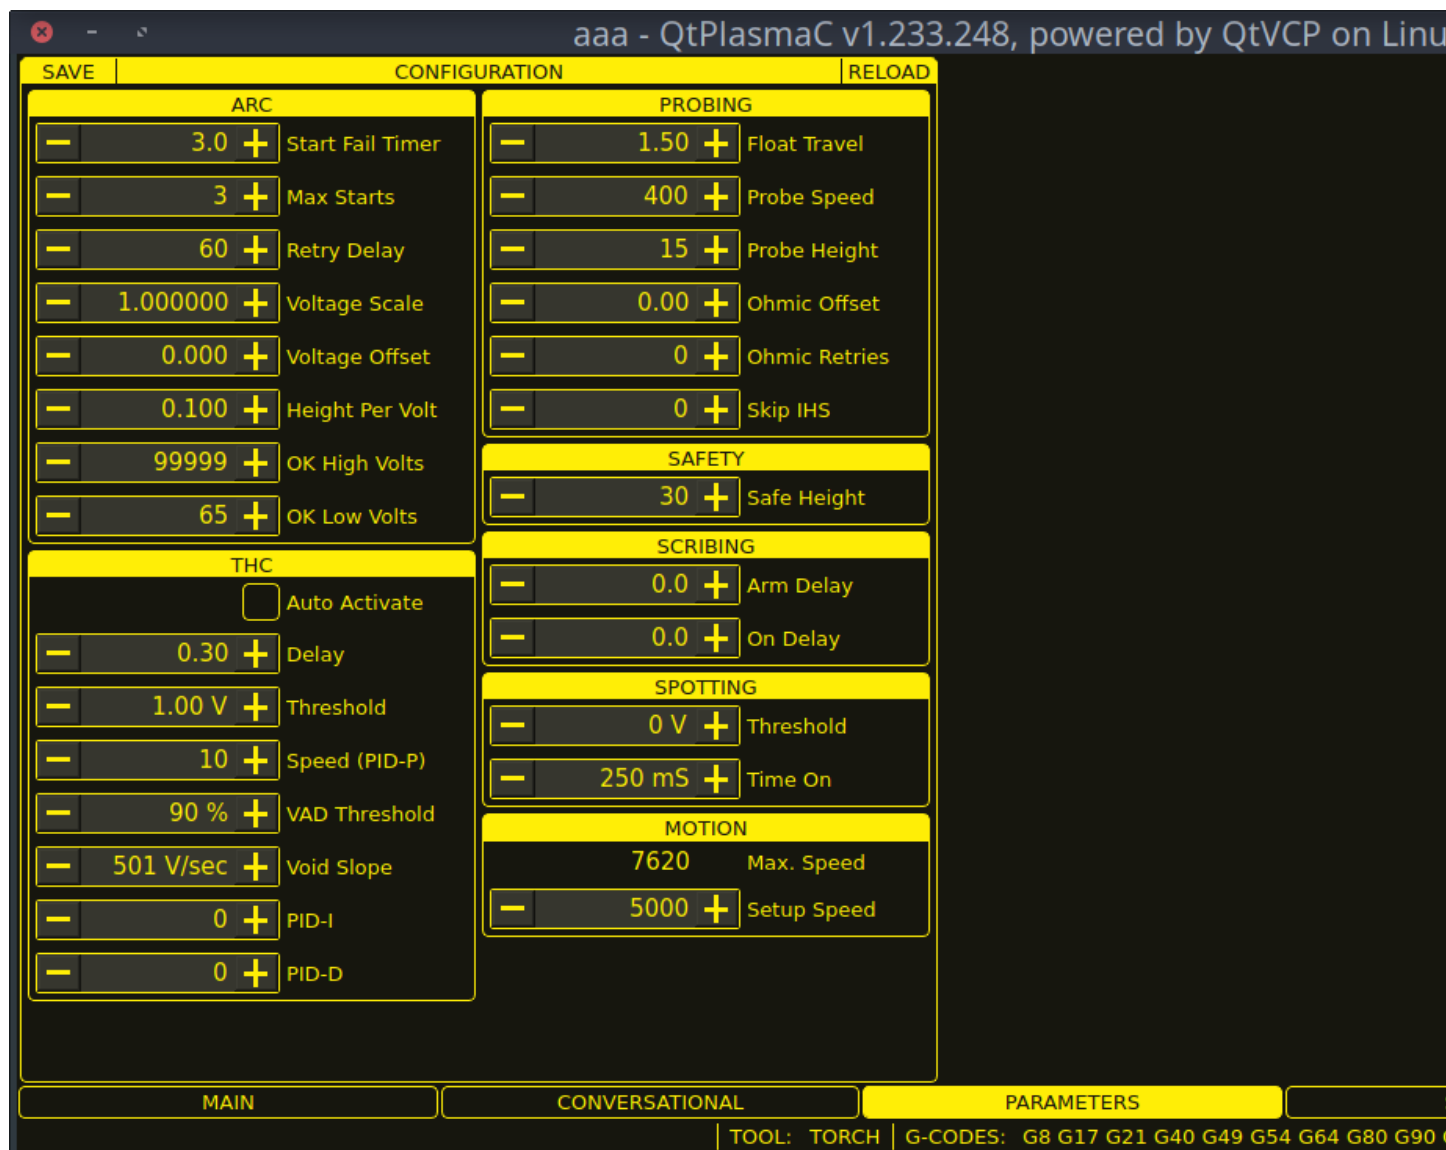 aaa - QtPlasmaC v1.233.248, powered by QtVCP on Linu
SAVE CONFIGURATION RELOAD
ARC
3.0 Start Fail Timer
3 Max Starts
60 Retry Delay
1.000000 Voltage Scale
0.000 Voltage Offset
0.100 Height Per Volt
99999 OK High Volts
65 OK Low Volts
THC
Auto Activate
0.30 Delay
1.00 V Threshold
10 Speed (PID-P)
90 % VAD Threshold
501 V/sec Void Slope
0 PID-I
0 PID-D
PROBING
1.50 Float Travel
400 Probe Speed
15 Probe Height
0.00 Ohmic Offset
0 Ohmic Retries
0 Skip IHS
SAFETY
30 Safe Height
SCRIBING
0.0 Arm Delay
0.0 On Delay
SPOTTING
0 V Threshold
250 mS Time On
MOTION
7620 Max. Speed
5000 Setup Speed
MAIN CONVERSATIONAL PARAMETERS
TOOL: TORCH G-CODES: G8 G17 G21 G40 G49 G54 G64 G80 G90